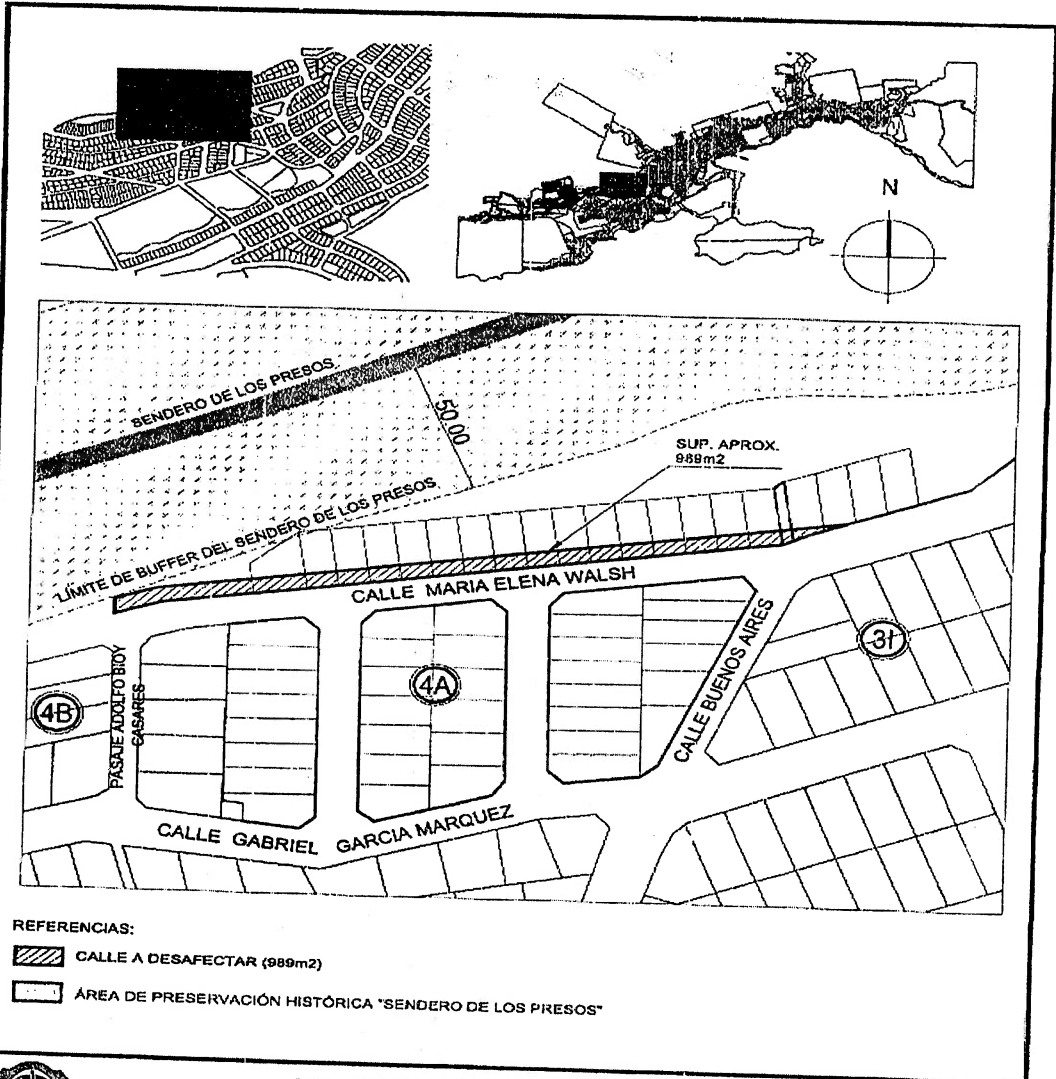 N
SENDERO DE LOS PRESOS
50.00
SUP. APROX.
989m2
LÍMITE DE BUFFER DEL SENDERO DE LOS PRESOS
CALLE MARIA ELENA WALSH
PASAJE ADOLFO BIOY
CASARES
4B
4A
CALLE BUENOS AIRES
3I
CALLE GABRIEL GARCIA MARQUEZ
REFERENCIAS:
CALLE A DESAFECTAR (989m2)
ÁREA DE PRESERVACIÓN HISTÓRICA "SENDERO DE LOS PRESOS"